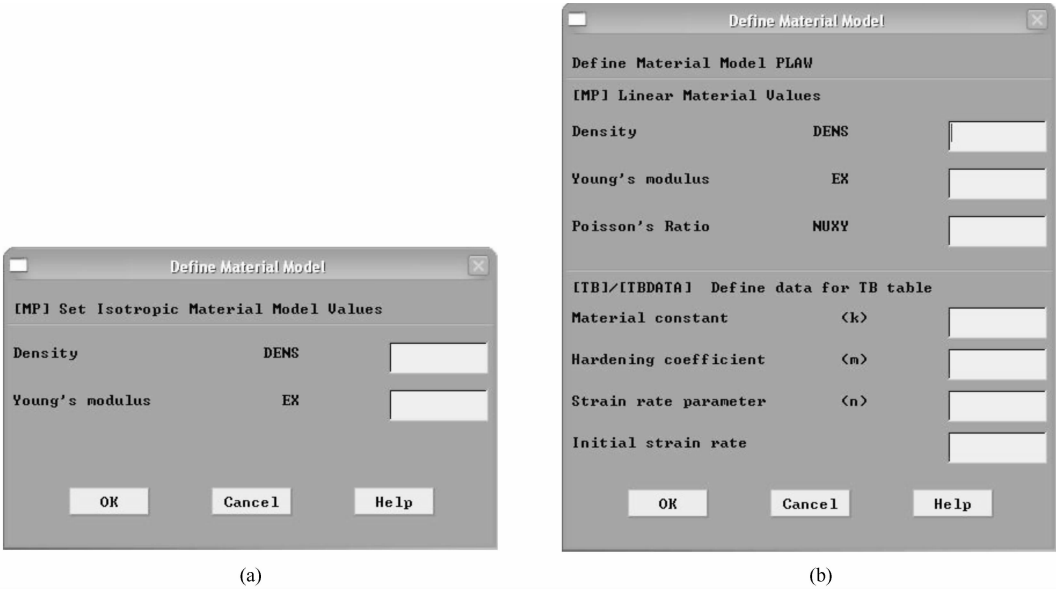 Define Material Model
[MP] Set Isotropic Material Model Values
Density DENS
Young's modulus EX
OK Cancel Help
(a)
Define Material Model
Define Material Model PLAW
[MP] Linear Material Values
Density DENS
Young's modulus EX
Poisson's Ratio NUXY
[TB]/[TBDATA] Define data for TB table
Material constant (k)
Hardening coefficient (m)
Strain rate parameter (n)
Initial strain rate
OK Cancel Help
(b)